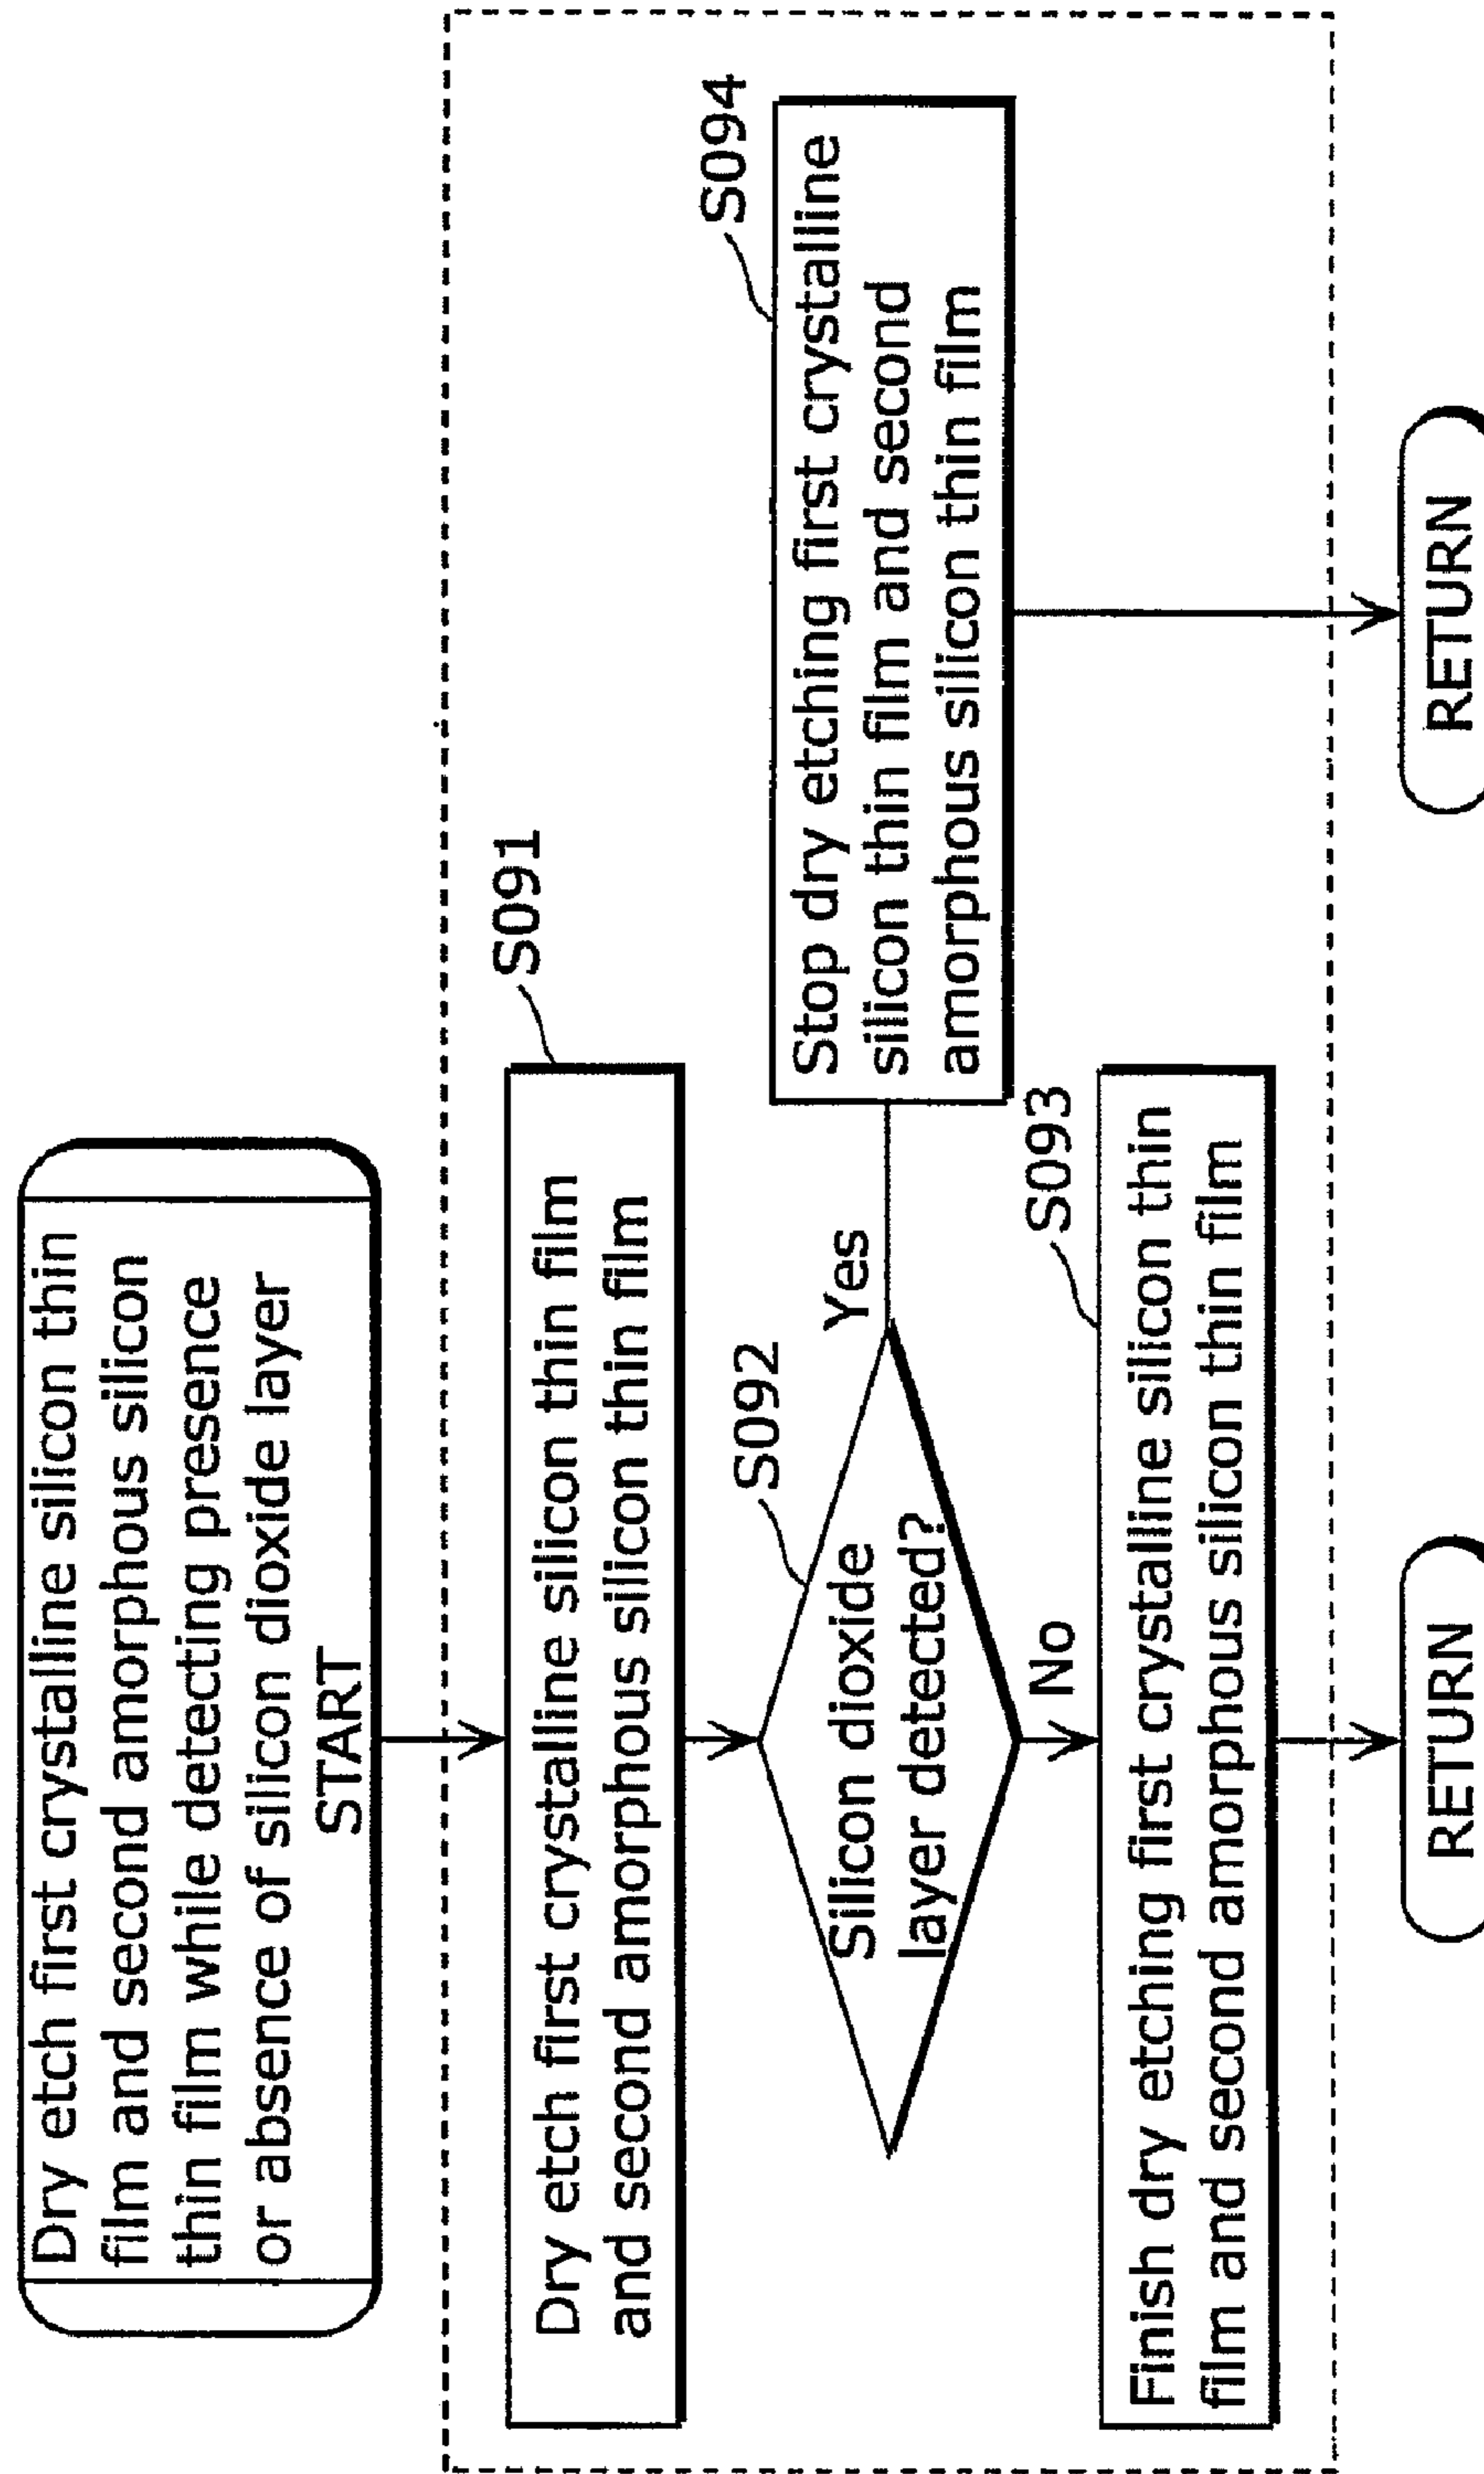 Dry etch first crystalline silicon thin
film and second amorphous silicon
thin film while detecting presence
or absence of silicon dioxide layer
START
S091
Dry etch first crystalline silicon thin film
and second amorphous silicon thin film
S092
Silicon dioxide
layer detected?
Yes
S094
Stop dry etching first crystalline
silicon thin film and second
amorphous silicon thin film
No
S093
Finish dry etching first crystalline silicon thin
film and second amorphous silicon thin film
RETURN
RETURN